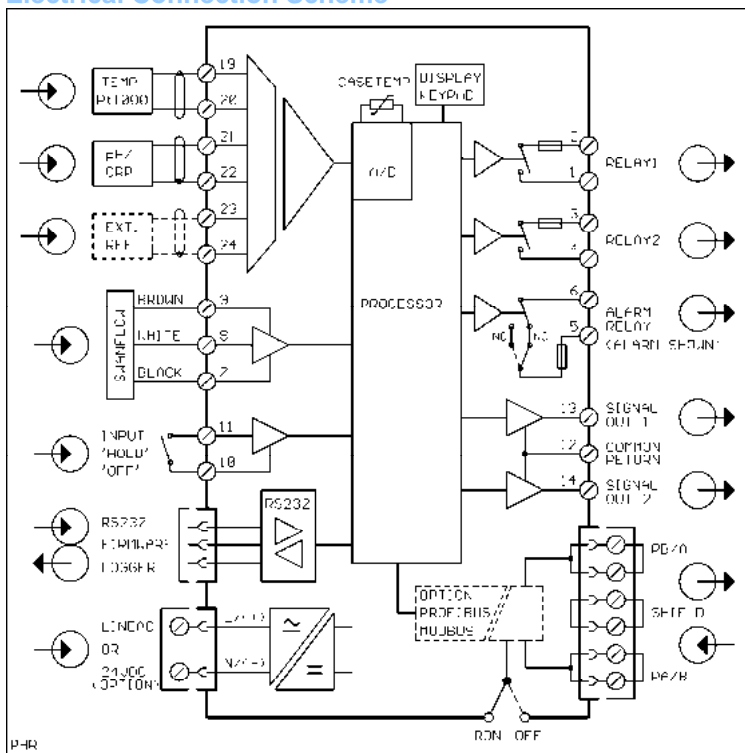 Electrical Connection Scheme
TEMP
Pt1000
19
20
21
22
23
24
PH/
ORP
EXT.
REF
CASETEMP
DISPLAY
KEYPAD
A/D
PROCESSOR
2
1
RELAY1
3
4
RELAY2
6
5
ALARM
RELAY
(ALARM SHOWN)
NC
NO
SWANFLOW
BROWN
9
WHITE
8
BLACK
7
INPUT
"HOLD"
"OFF"
11
10
13
SIGNAL
OUT 1
12
COMMON
RETURN
14
SIGNAL
OUT 2
RS232
FIRMWARE
LOGGER
RS232
OPTION
PROFIBUS
MODBUS
PB/A
SHIELD
PA/B
LINEAC
OR
24VDC
(OPTION)
L/(+)
N/(-)
RON
OFF